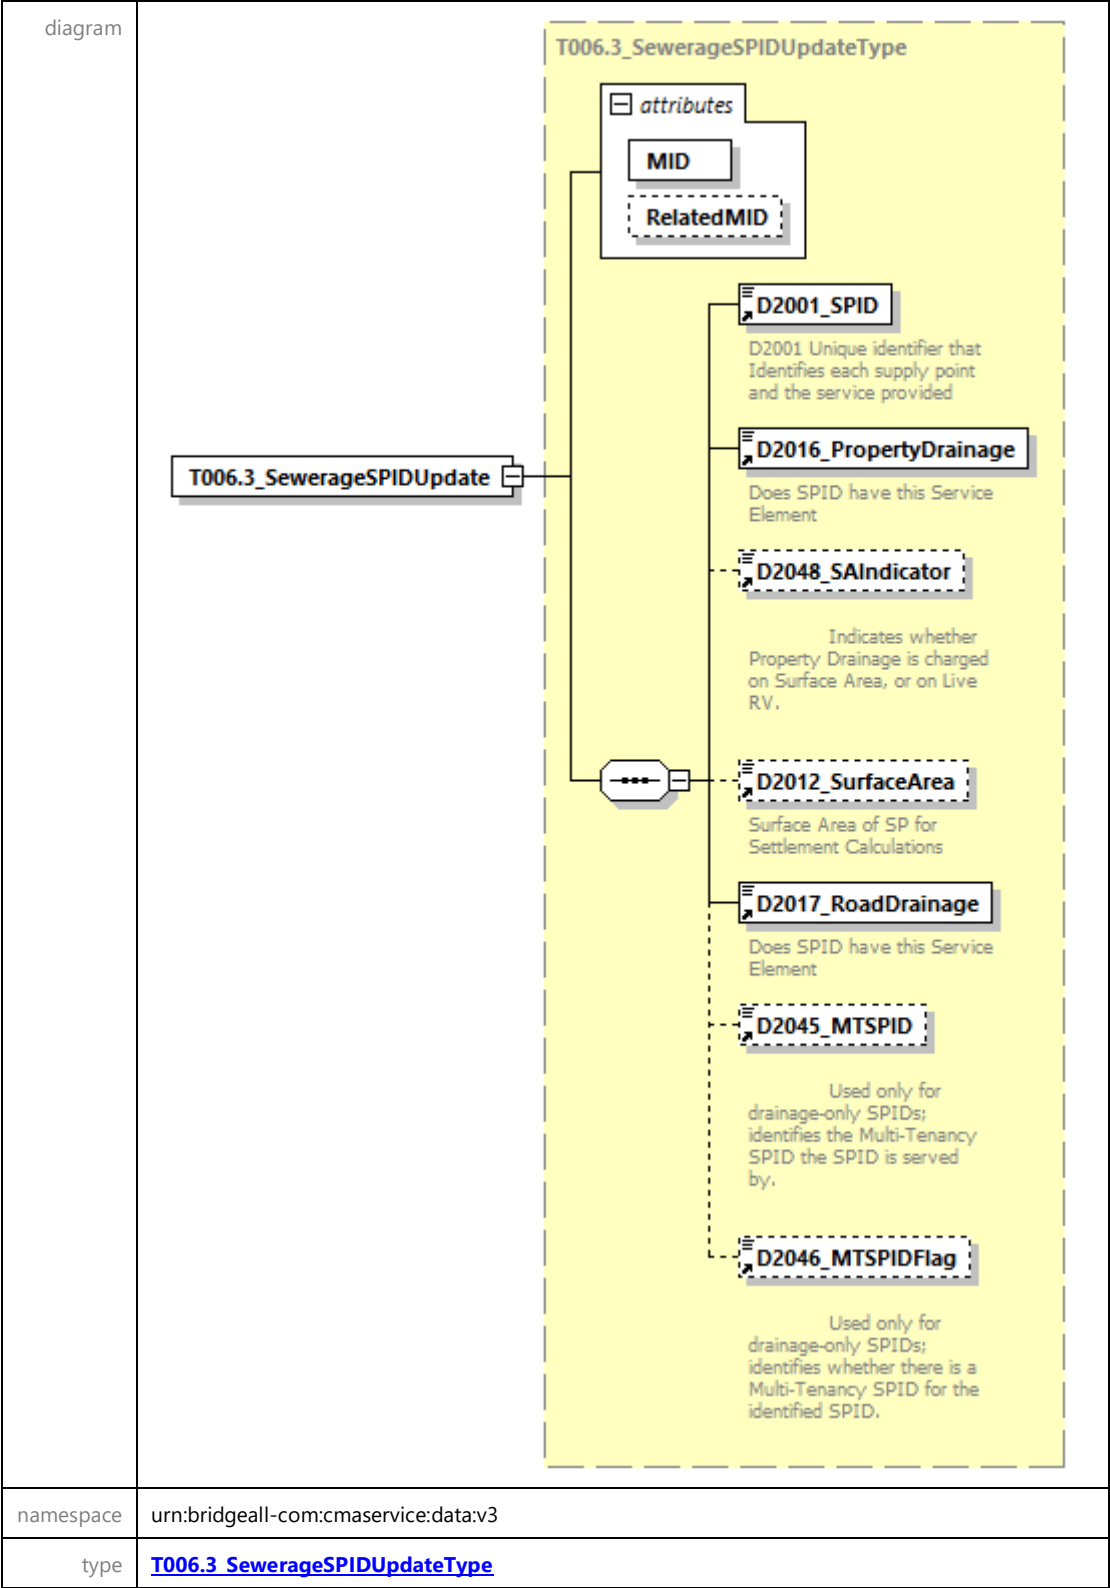 diagram
T006.3_SewerageSPIDUpdateType
attributes
MID
RelatedMID
D2001_SPID
D2001 Unique identifier that
Identifies each supply point
and the service provided
D2016_PropertyDrainage
Does SPID have this Service
Element
T006.3_SewerageSPIDUpdate
D2048_SAIndicator
Indicates whether
Property Drainage is charged
on Surface Area, or on Live
RV.
D2012_SurfaceArea
Surface Area of SP for
Settlement Calculations
D2017_RoadDrainage
Does SPID have this Service
Element
D2045_MTSPID
Used only for
drainage-only SPIDs;
identifies the Multi-Tenancy
SPID the SPID is served
by.
D2046_MTSPIDFlag
Used only for
drainage-only SPIDs;
identifies whether there is a
Multi-Tenancy SPID for the
identified SPID.
namespace urn:bridgeall-com:cmaservice:data:v3
type T006.3_SewerageSPIDUpdateType